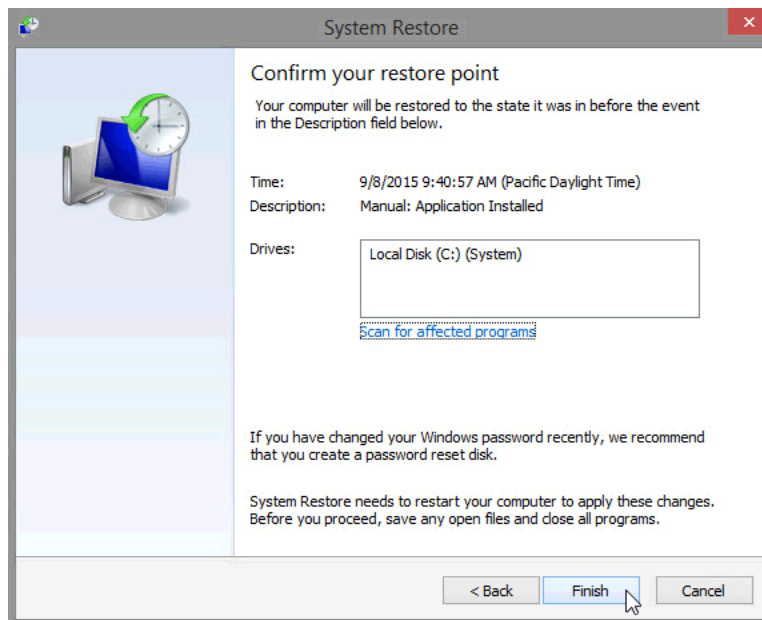 System Restore
Confirm your restore point
Your computer will be restored to the state it was in before the event
in the Description field below.
Time: 9/8/2015 9:40:57 AM (Pacific Daylight Time)
Description: Manual: Application Installed
Drives: Local Disk (C:) (System)
Scan for affected programs
If you have changed your Windows password recently, we recommend
that you create a password reset disk.
System Restore needs to restart your computer to apply these changes.
Before you proceed, save any open files and close all programs.
< Back Finish Cancel